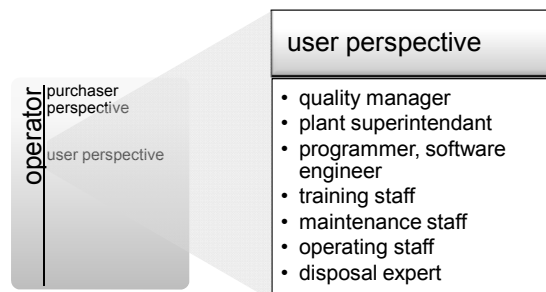 operator
purchaser
perspective
user perspective
user perspective
• quality manager
• plant superintendant
• programmer, software
engineer
• training staff
• maintenance staff
• operating staff
• disposal expert